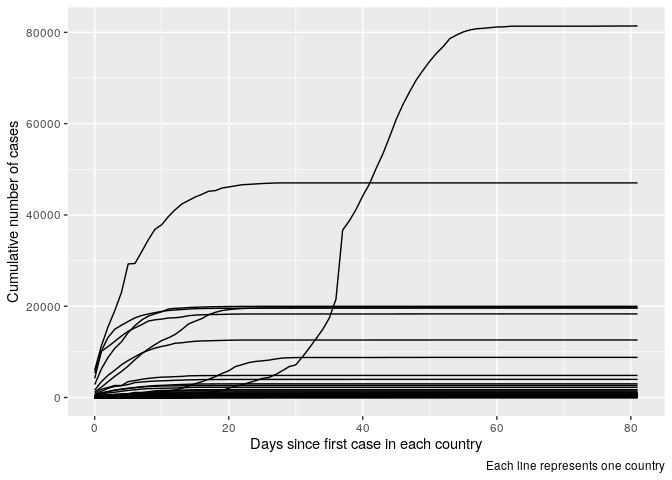 80000
60000
40000
20000
0
Cumulative number of cases
0 20 40 60 80
Days since first case in each country
Each line represents one country